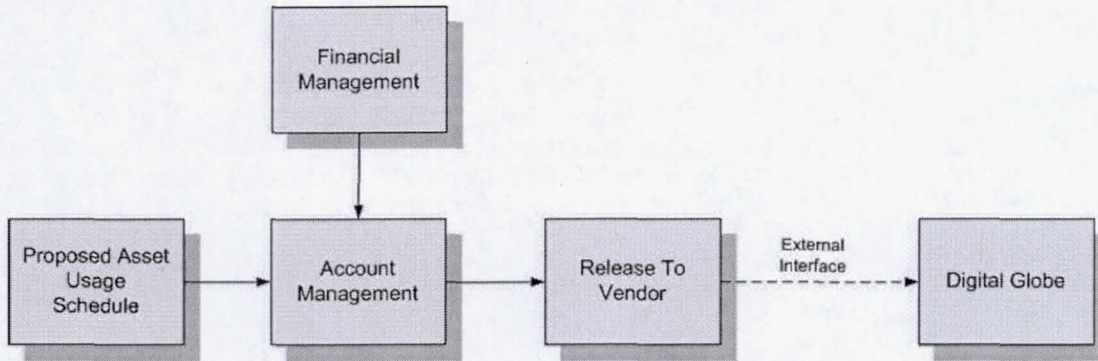 Financial
Management
Proposed Asset
Usage
Schedule
Account
Management
Release To
Vendor
External
Interface
Digital Globe